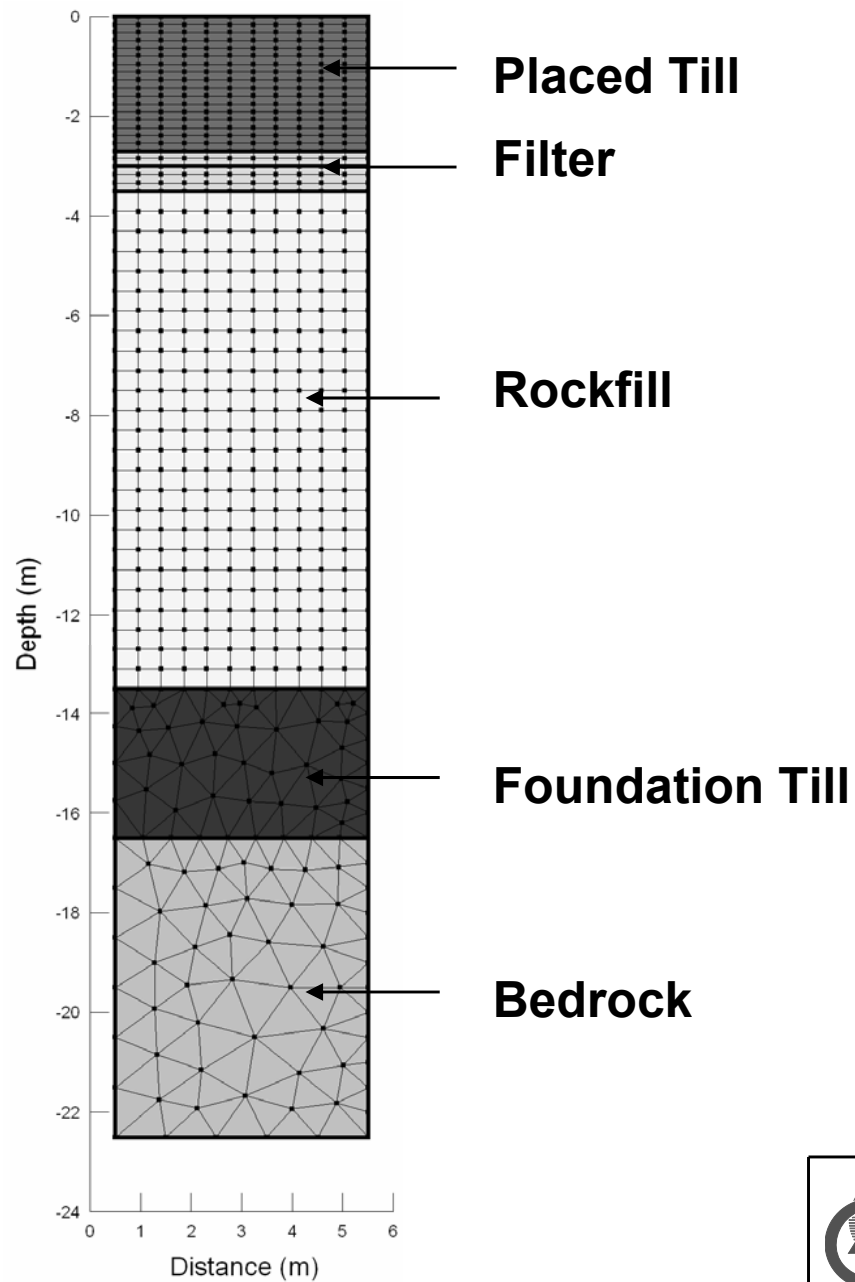 0
Placed Till
-2
Filter
-4
-6
Rockfill
-8
-10
Depth (m)
-12
-14
Foundation Till
-16
-18
Bedrock
-20
-22
-24
0 1 2 3 4 5 6
Distance (m)